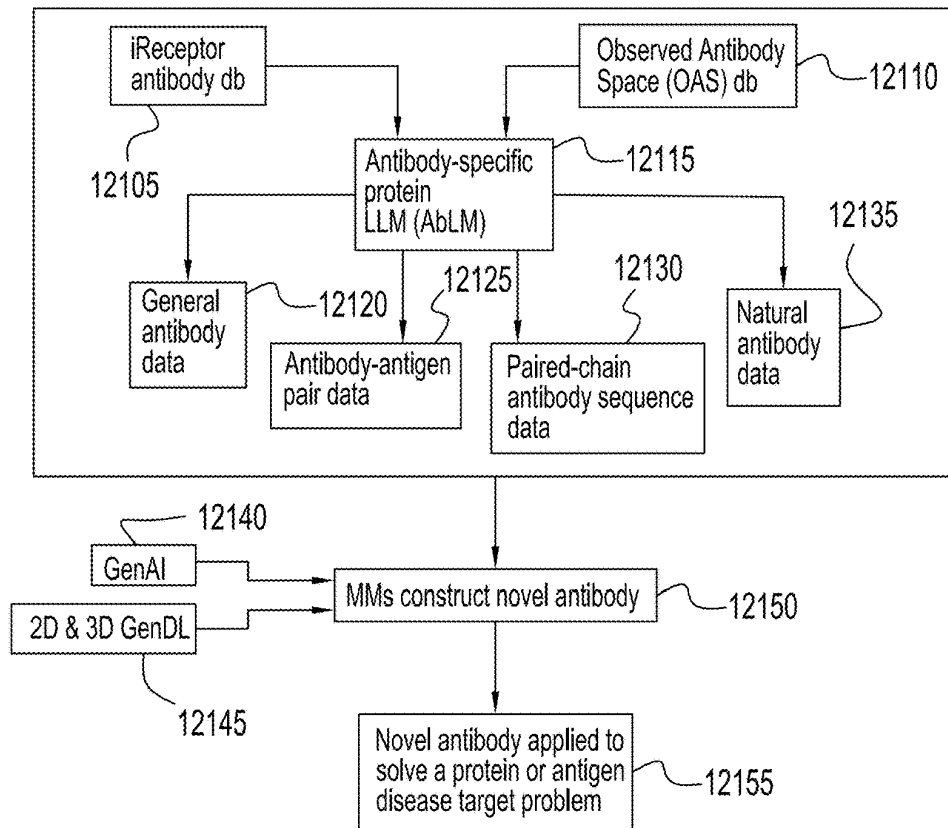 iReceptor
antibody db
Observed Antibody
Space (OAS) db
12110
12105
Antibody-specific
protein
LLM (AbLM)
12115
12135
General
antibody
data
12120
12125
Antibody-antigen
pair data
12130
Paired-chain
antibody sequence
data
Natural
antibody
data
12140
GenAI
2D & 3D GenDL
12145
MMs construct novel antibody
12150
Novel antibody applied to
solve a protein or antigen
disease target problem
12155